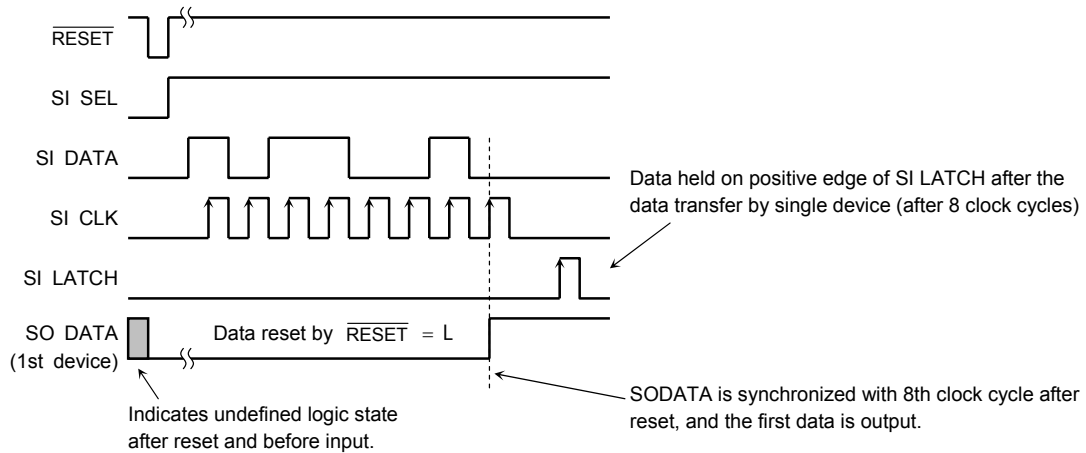 RESET
SI SEL
SI DATA
SI CLK
SI LATCH
SO DATA
(1st device)
Data reset by RESET = L
Data held on positive edge of SI LATCH after the
data transfer by single device (after 8 clock cycles)
Indicates undefined logic state
after reset and before input.
SODATA is synchronized with 8th clock cycle after
reset, and the first data is output.